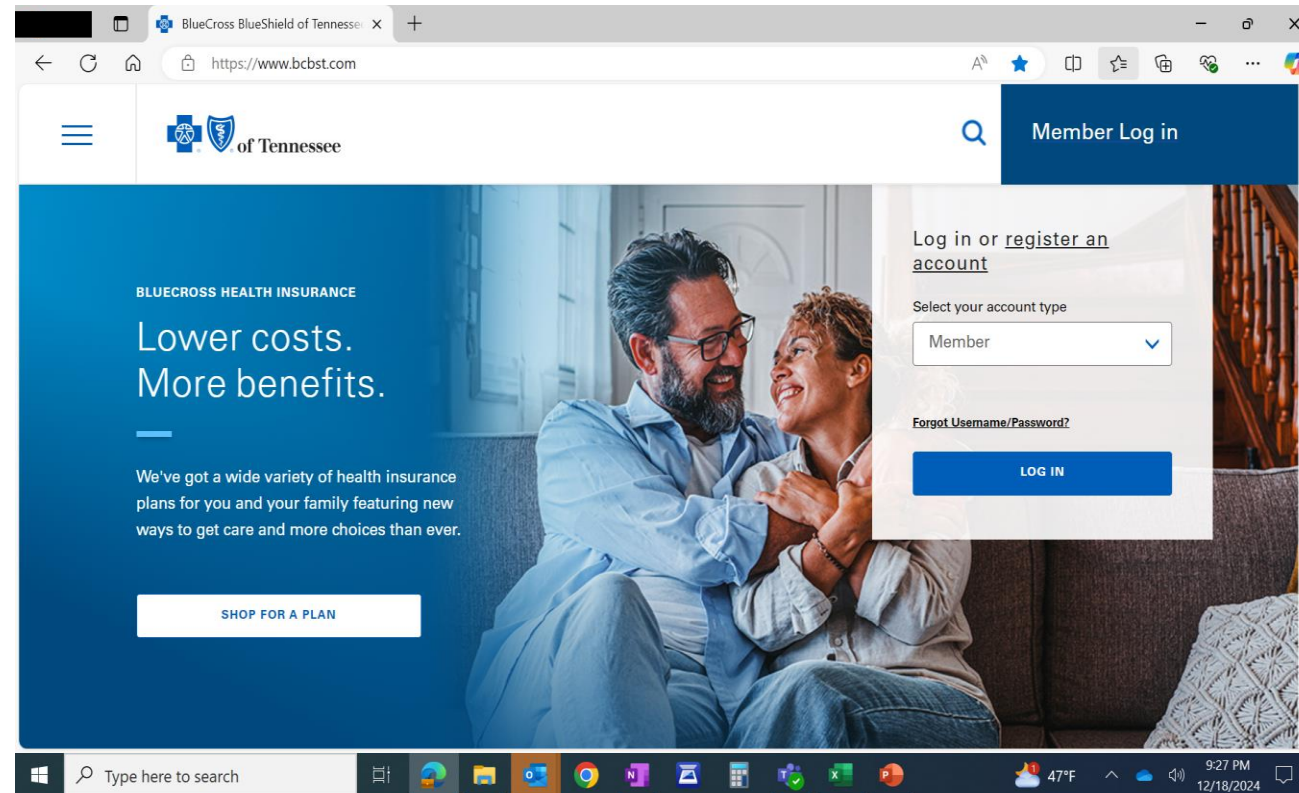 BlueCross BlueShield of Tennessee
https://www.bcbst.com
of Tennessee
Member Log in
BLUECROSS HEALTH INSURANCE
Lower costs.
More benefits.
We've got a wide variety of health insurance
plans for you and your family featuring new
ways to get care and more choices than ever.
SHOP FOR A PLAN
Log in or register an
account
Select your account type
Member
Forgot Username/Password?
LOG IN
Type here to search
47°F
9:27 PM
12/18/2024